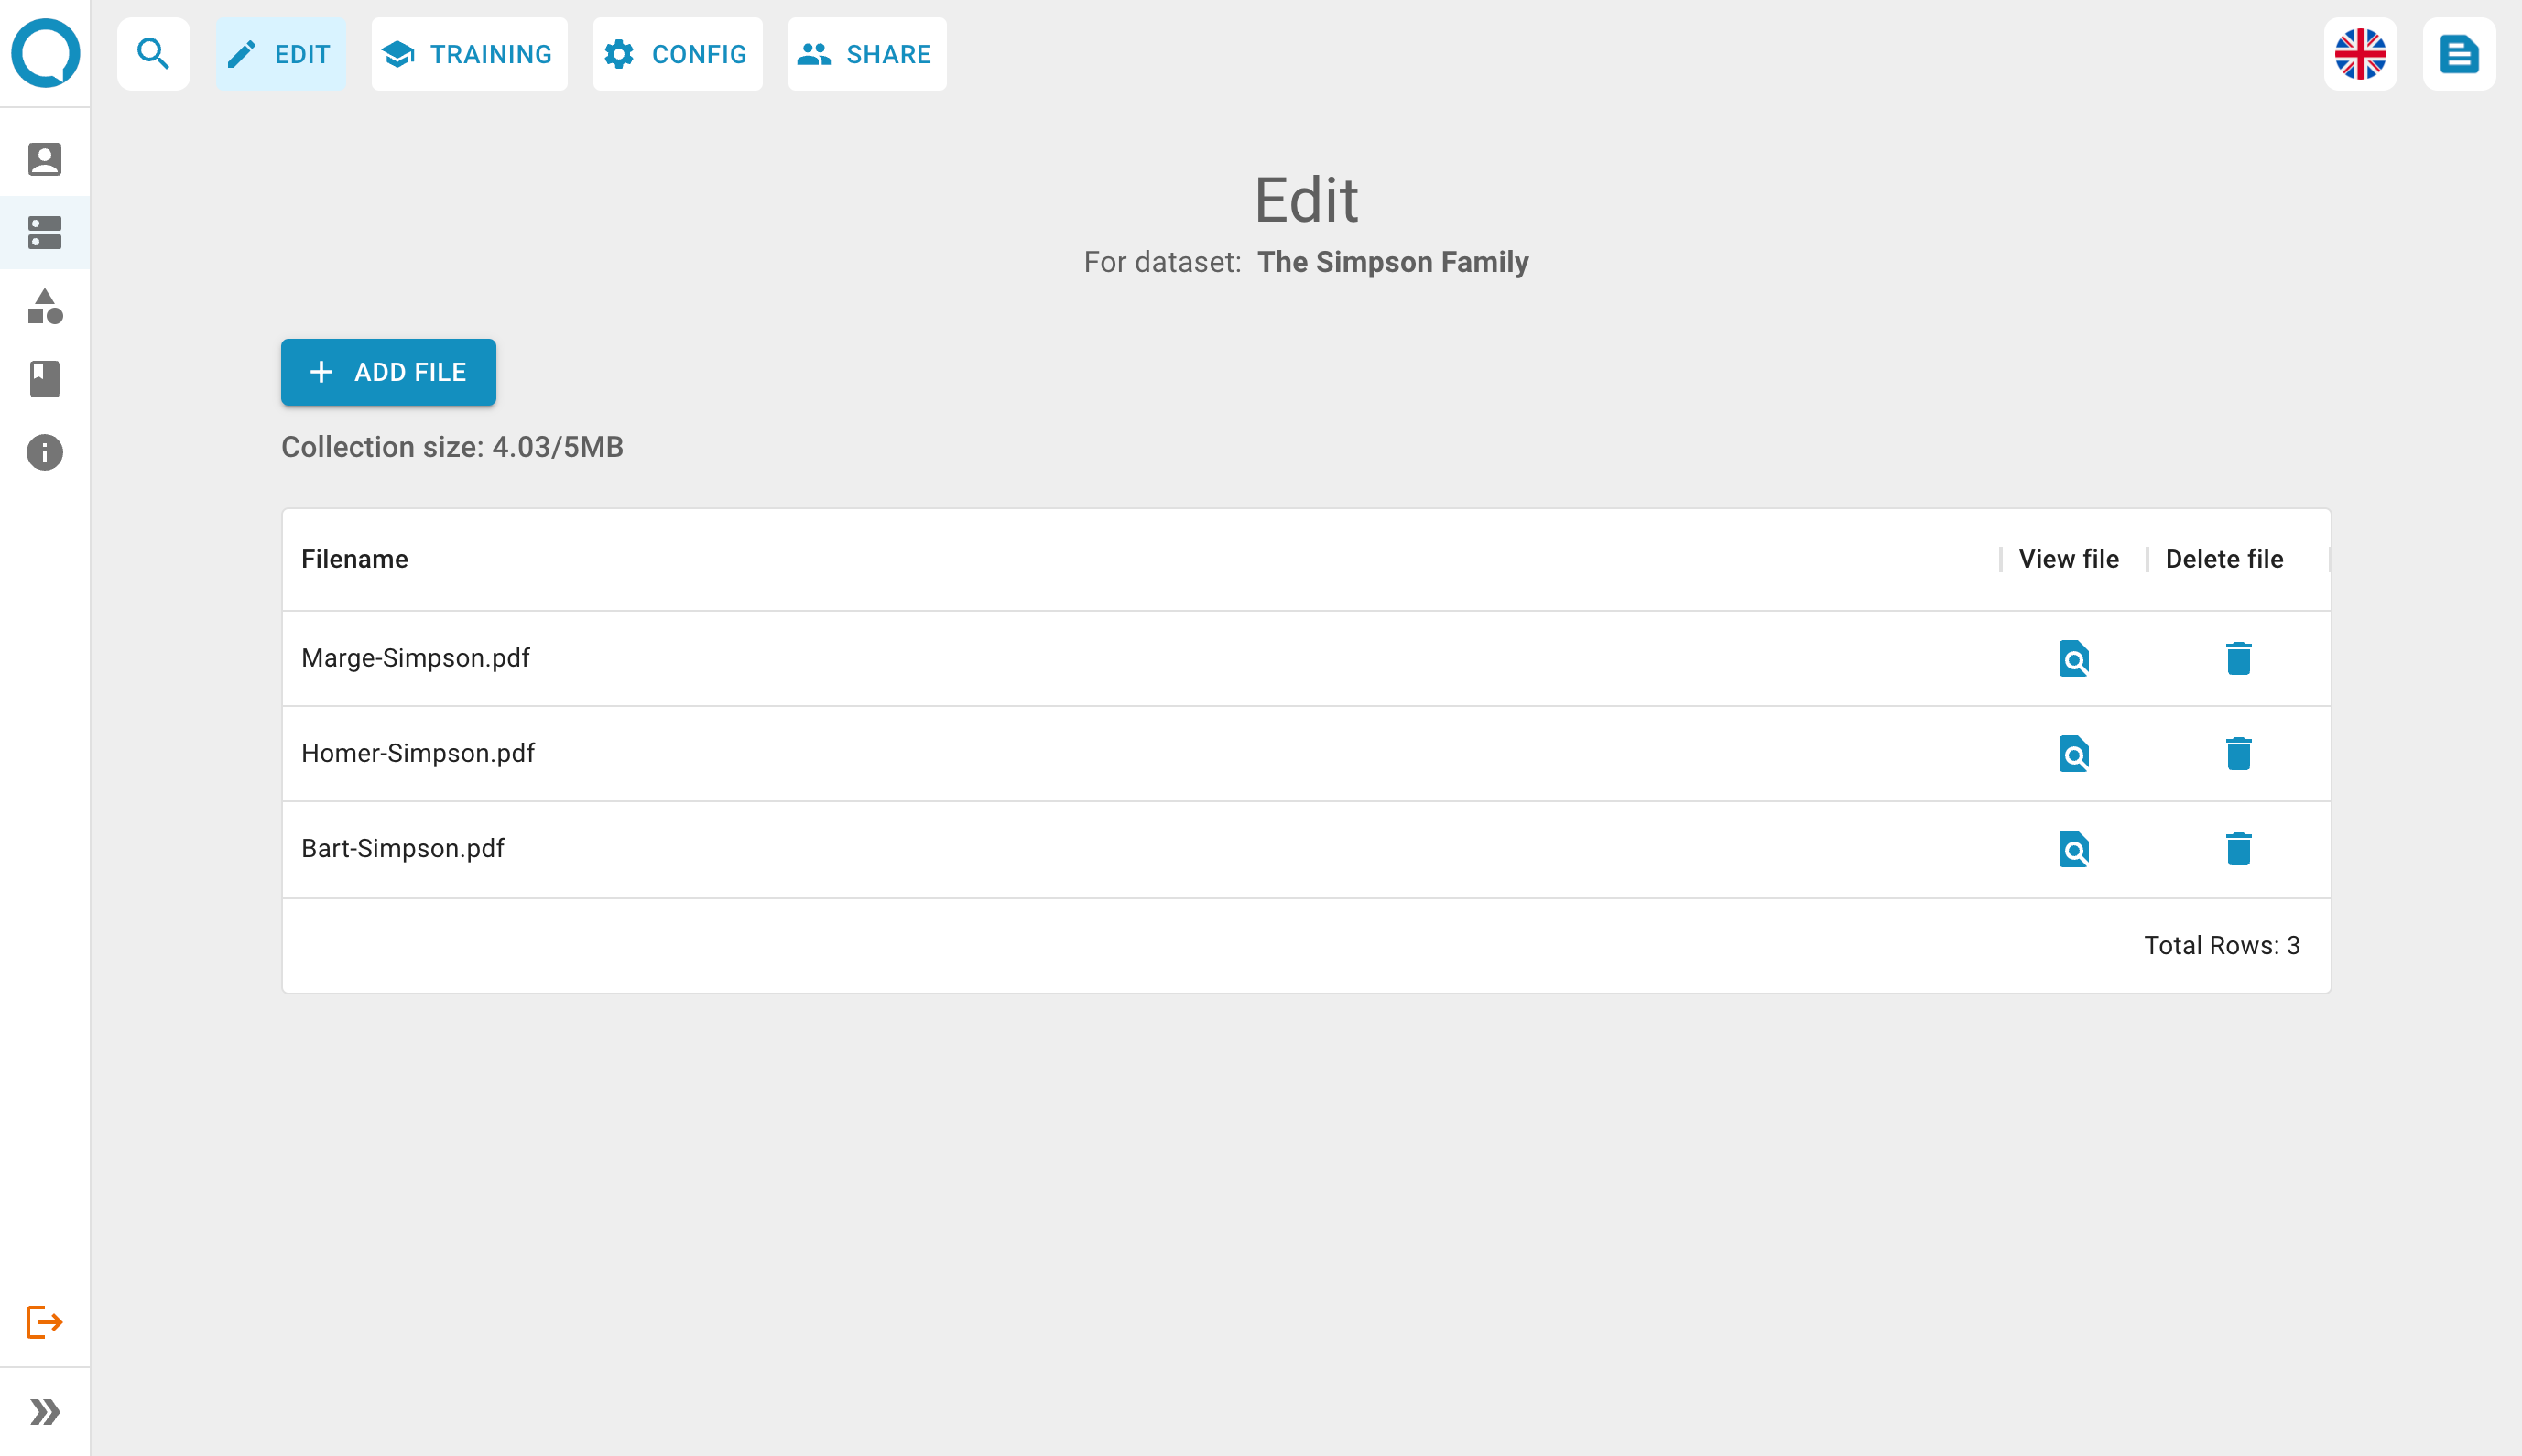 EDIT TRAINING CONFIG SHARE
Edit
For dataset: The Simpson Family
ADD FILE
Collection size: 4.03/5MB
Filename View file Delete file
Marge-Simpson.pdf
Homer-Simpson.pdf
Bart-Simpson.pdf
Total Rows: 3